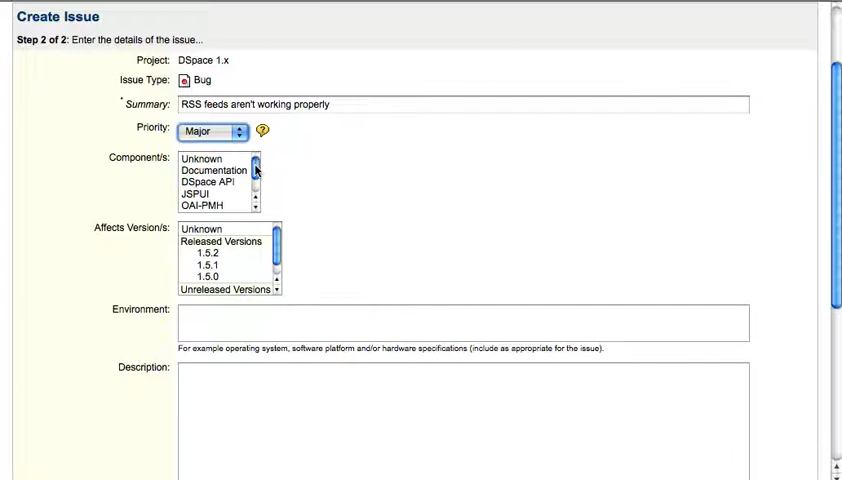 Create Issue
Step 2 of 2: Enter the details of the issue...
Project: DSpace 1.x
Issue Type: Bug
* Summary: RSS feeds aren't working properly
Priority: Major ?
Component/s: Unknown
Documentation
DSpace API
JSPUI
OAI-PMH
Affects Version/s: Unknown
Released Versions
1.5.2
1.5.1
1.5.0
Unreleased Versions
Environment:
For example operating system, software platform and/or hardware specifications (include as appropriate for the issue).
Description: